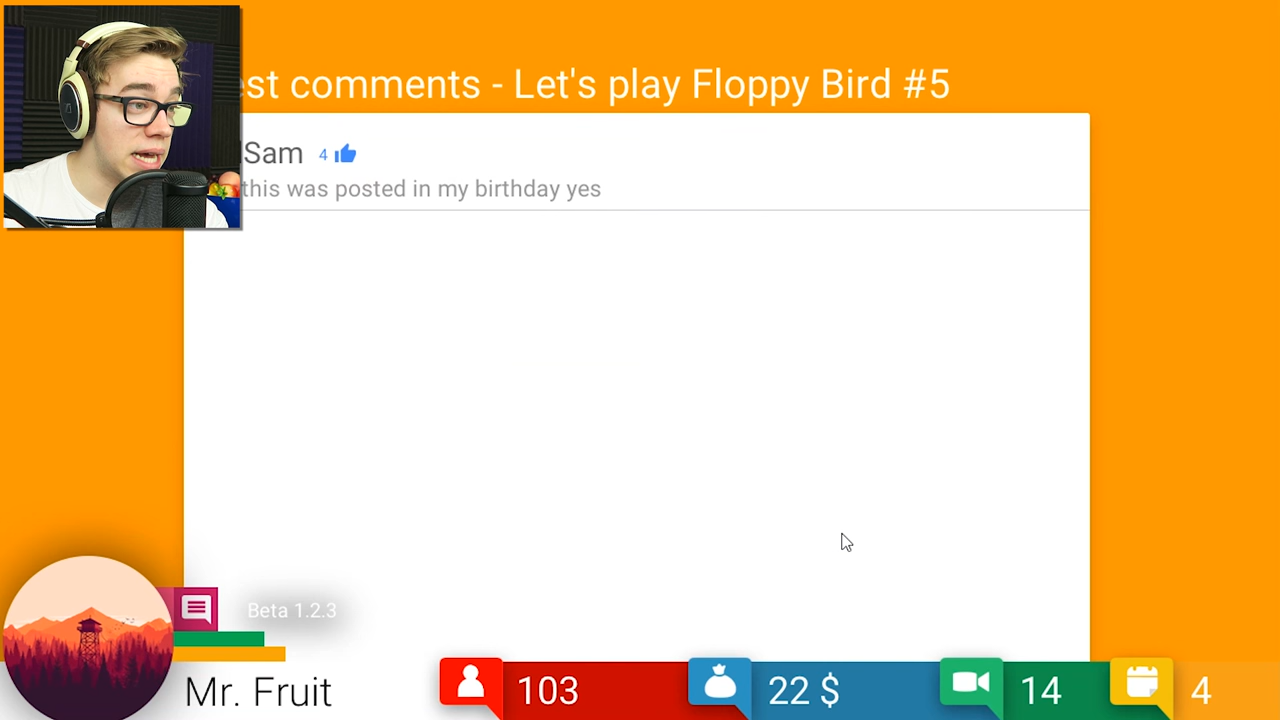 est comments - Let's play Floppy Bird #5
Sam 4
this was posted in my birthday yes
Beta 1.2.3
Mr. Fruit
103
22 $
14
4